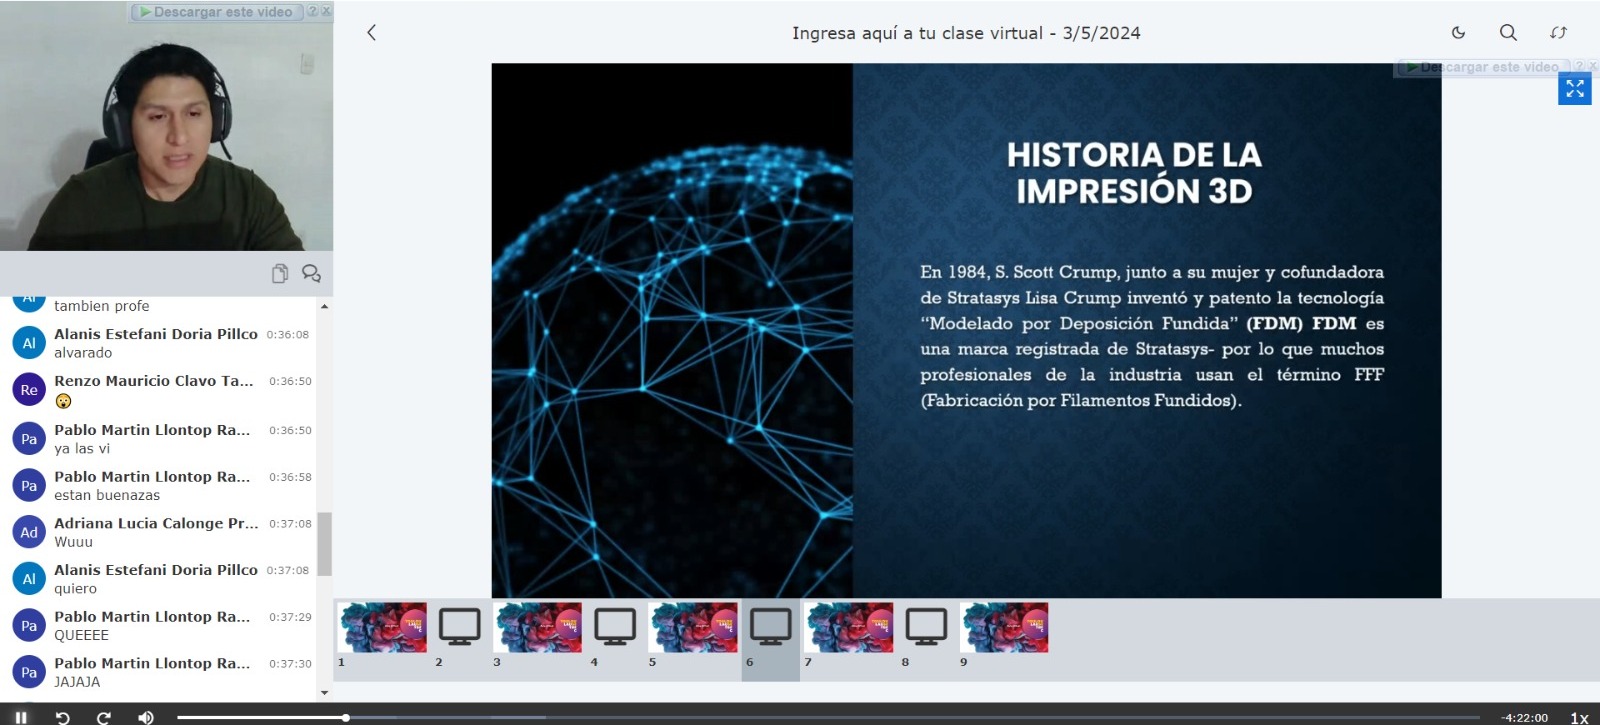 Descargar este video
? X
Ingresa aquí a tu clase virtual - 3/5/2024
Descargar este video
? X
HISTORIA DE LA
IMPRESIÓN 3D
En 1984, S. Scott Crump, junto a su mujer y cofundadora
de Stratasys Lisa Crump inventó y patento la tecnología
“Modelado por Deposición Fundida” (FDM) FDM es
una marca registrada de Stratasys- por lo que muchos
profesionales de la industria usan el término FFF
(Fabricación por Filamentos Fundidos).
Al
tambien profe
Al
Alanis Estefani Doria Pillco 0:36:08
alvarado
Re
Renzo Mauricio Clavo Ta... 0:36:50
😮
Pa
Pablo Martin Llontop Ra... 0:36:50
ya las vi
Pa
Pablo Martin Llontop Ra... 0:36:58
estan buenazas
Ad
Adriana Lucia Calonge Pr... 0:37:08
Wuuu
Al
Alanis Estefani Doria Pillco 0:37:08
quiero
Pa
Pablo Martin Llontop Ra... 0:37:29
QUEEEE
Pa
Pablo Martin Llontop Ra... 0:37:30
JAJAJA
1 2 3 4 5 6 7 8 9
-4:22:00 1x